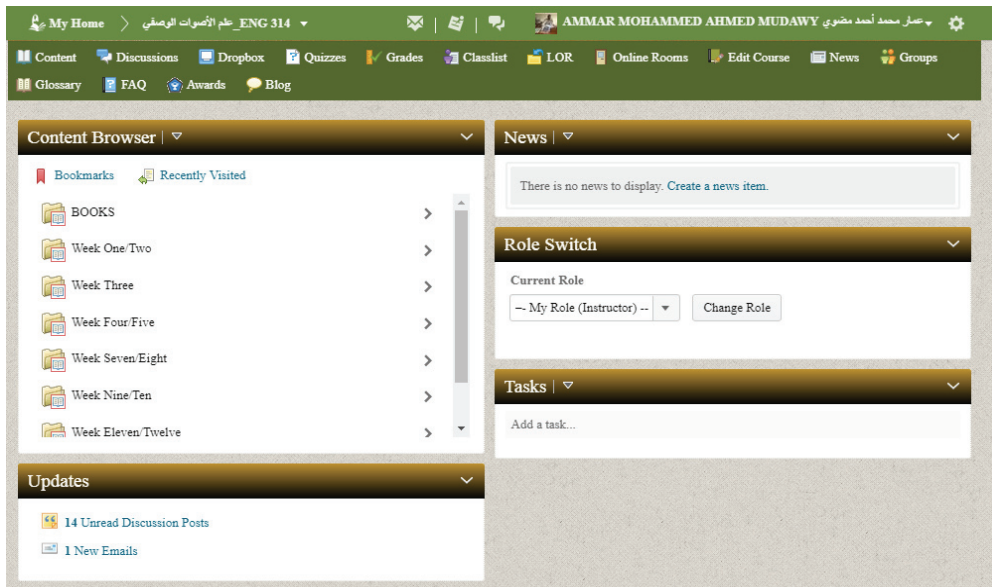 My Home علم الأصوات الوصفي_ENG 314 AMMAR MOHAMMED AHMED MUDAWY عمار محمد أحمد مضوي
Content Discussions Dropbox Quizzes Grades Classlist LOR Online Rooms Edit Course News Groups
Glossary FAQ Awards Blog
Content Browser
Bookmarks Recently Visited
BOOKS
Week One/Two
Week Three
Week Four/Five
Week Seven/Eight
Week Nine/Ten
Week Eleven/Twelve
Updates
14 Unread Discussion Posts
1 New Emails
News
There is no news to display. Create a news item.
Role Switch
Current Role
-- My Role (Instructor) -- Change Role
Tasks
Add a task...